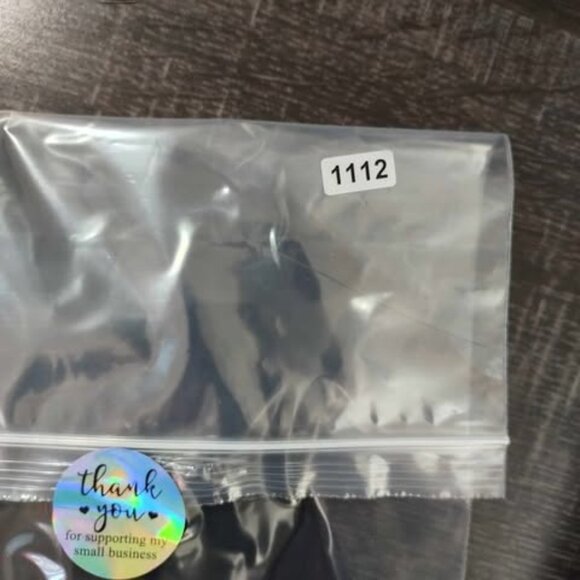 1112
thank
you
for supporting my
small business